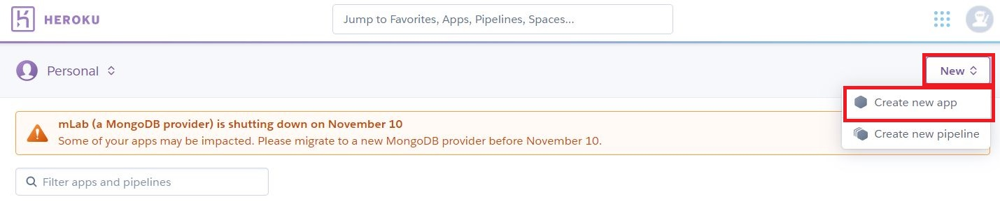 HEROKU
Jump to Favorites, Apps, Pipelines, Spaces...
Personal
New
Create new app
Create new pipeline
mLab (a MongoDB provider) is shutting down on November 10
Some of your apps may be impacted. Please migrate to a new MongoDB provider before November 10.
Filter apps and pipelines